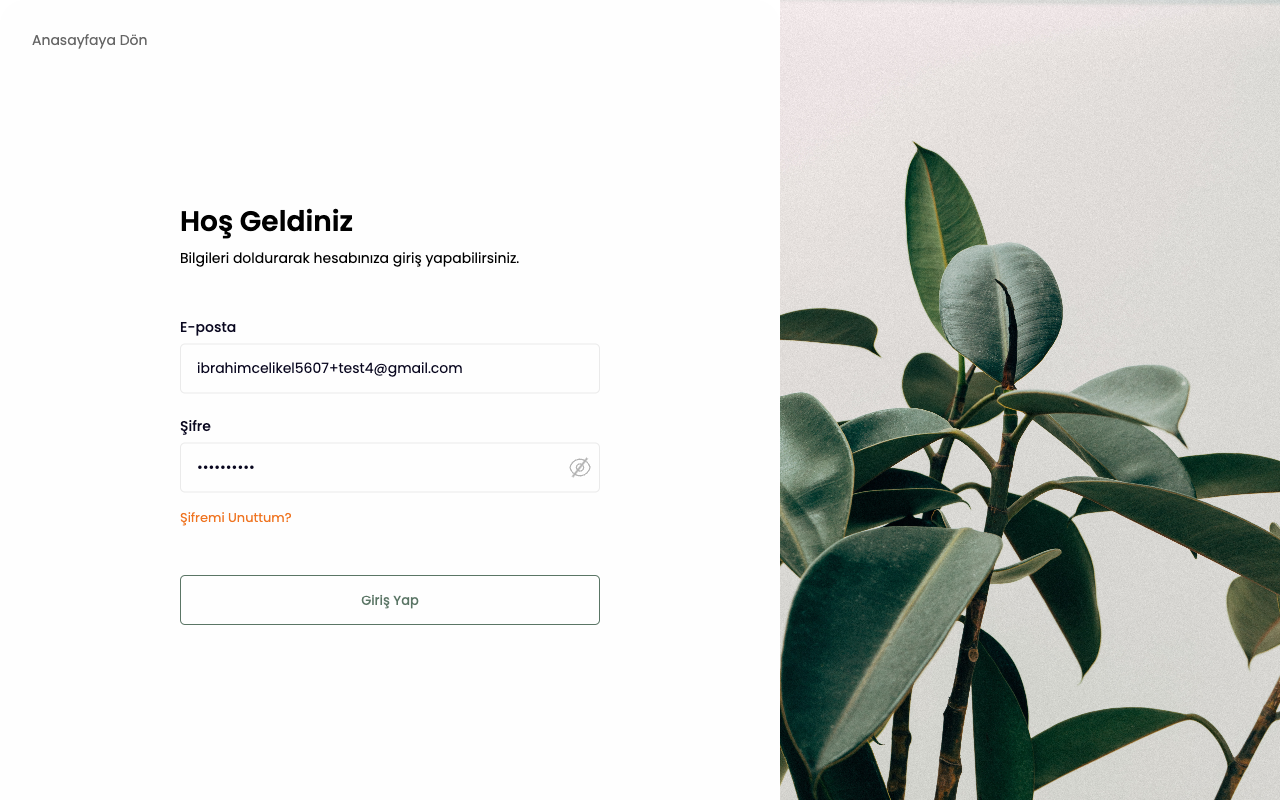 Anasayfaya Dön
Hoş Geldiniz
Bilgileri doldurarak hesabınıza giriş yapabilirsiniz.
E-posta
ibrahimcelikel5607+test4@gmail.com
Şifre
••••••••••
Şifremi Unuttum?
Giriş Yap